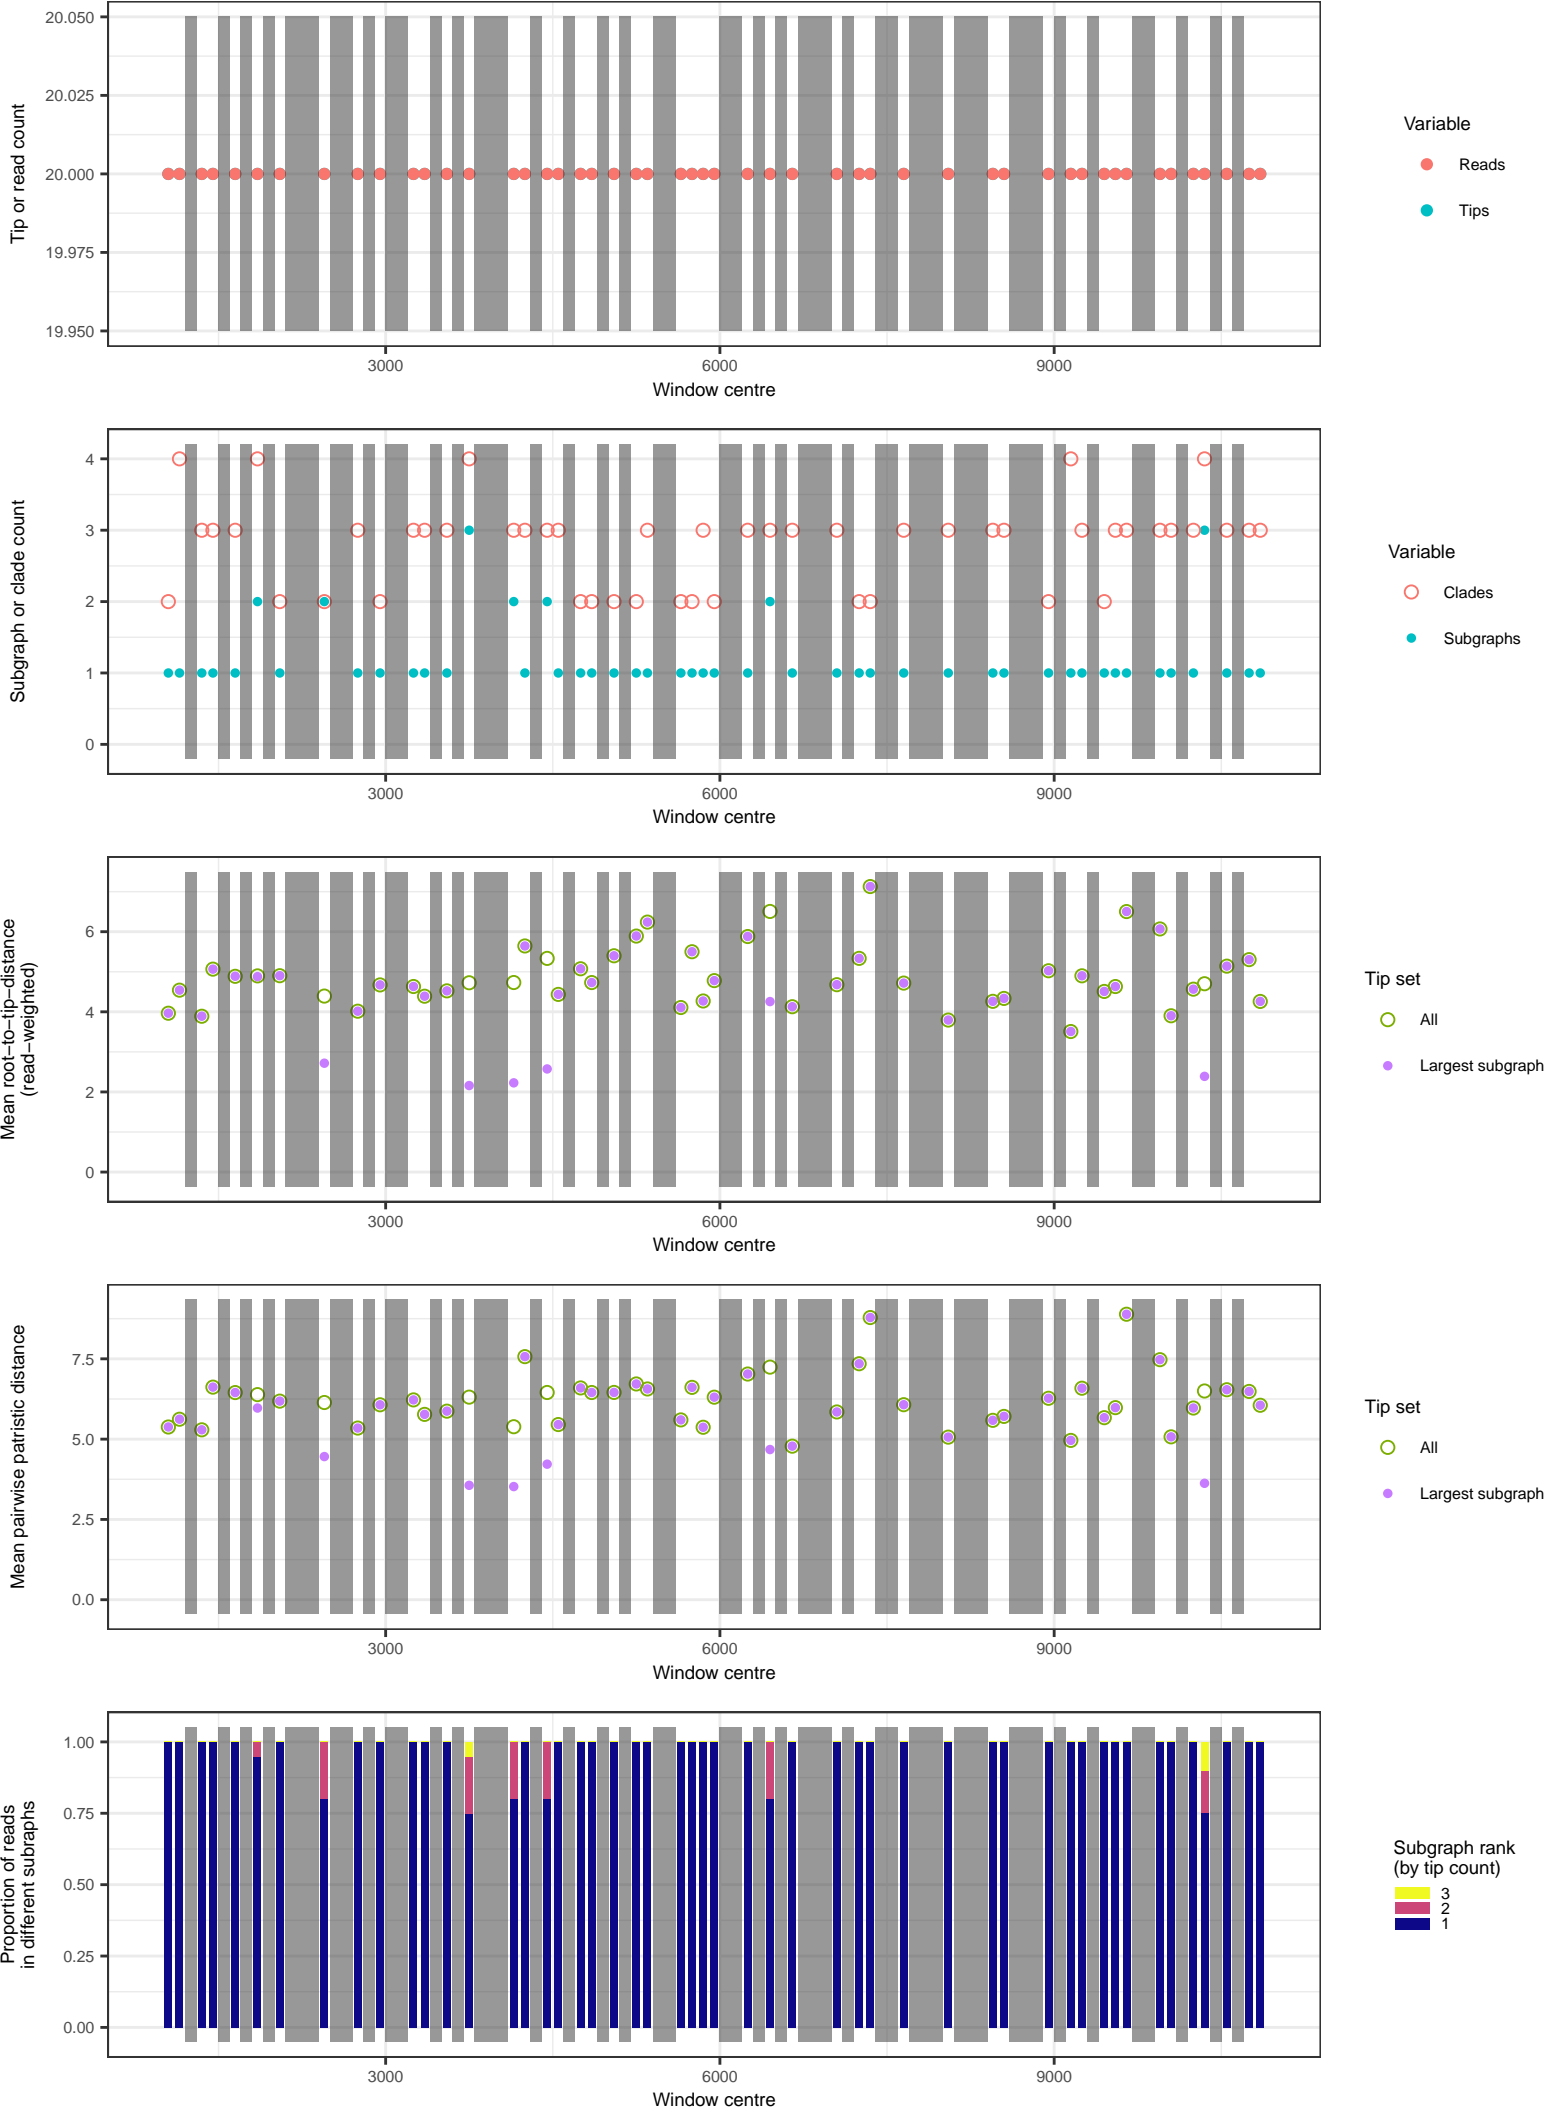 20.050
20.025
20.000
19.975
19.950
Tip or read count
3000
6000
9000
Window centre
Variable
Reads
Tips
4
3
2
1
0
Subgraph or clade count
3000
6000
9000
Window centre
Variable
Clades
Subgraphs
6
4
2
0
Mean root−to−tip−distance
(read−weighted)
3000
6000
9000
Window centre
Tip set
All
Largest subgraph
7.5
5.0
2.5
0.0
Mean pairwise patristic distance
3000
6000
9000
Window centre
Tip set
All
Largest subgraph
1.00
0.75
0.50
0.25
0.00
Proportion of reads
in different subraphs
3000
6000
9000
Window centre
Subgraph rank
(by tip count)
3
2
1